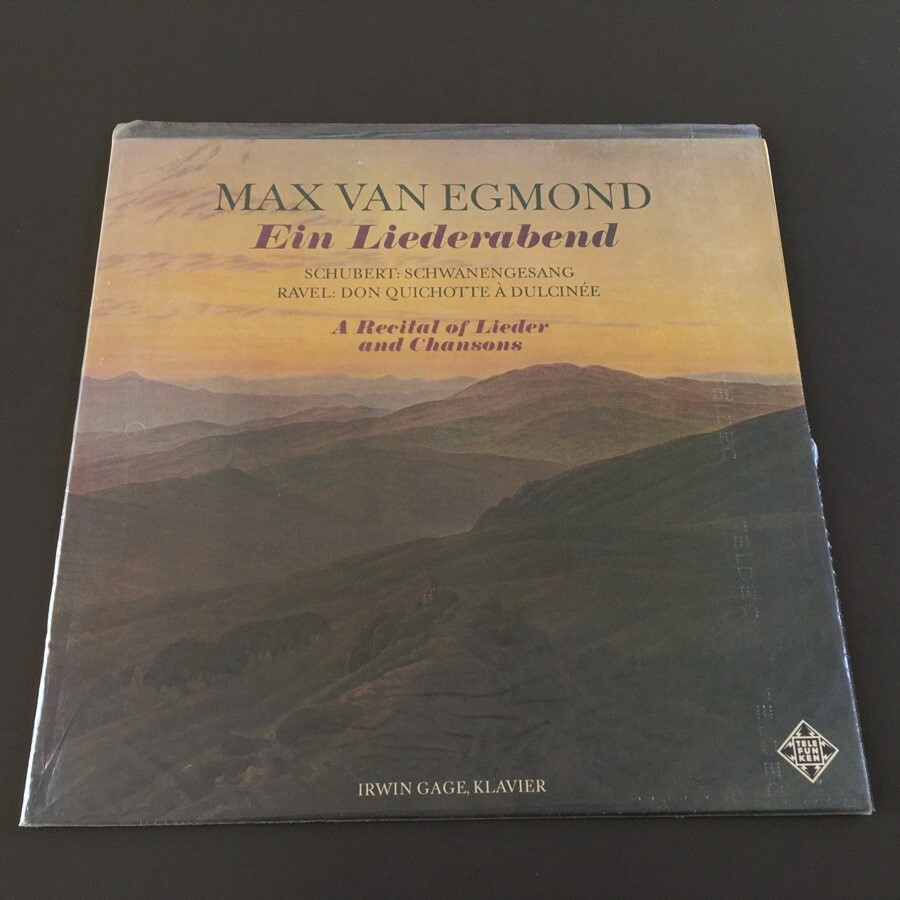 MAX VAN EGMOND
Ein Liederabend
SCHUBERT: SCHWANENGESANG
RAVEL: DON QUICHOTTE À DULCINÉE
A Recital of Lieder
and Chansons
IRWIN GAGE, KLAVIER
TELE
FUN
KEN